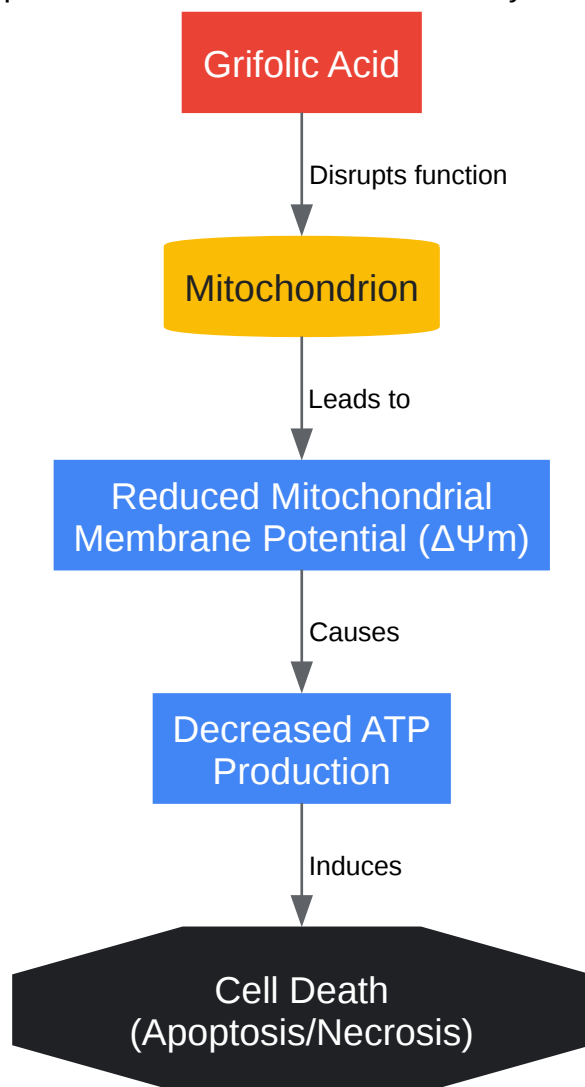 Grifolic Acid
Disrupts function
Mitochondrion
Leads to
Reduced Mitochondrial
Membrane Potential (ΔΨm)
Causes
Decreased ATP
Production
Induces
Cell Death
(Apoptosis/Necrosis)